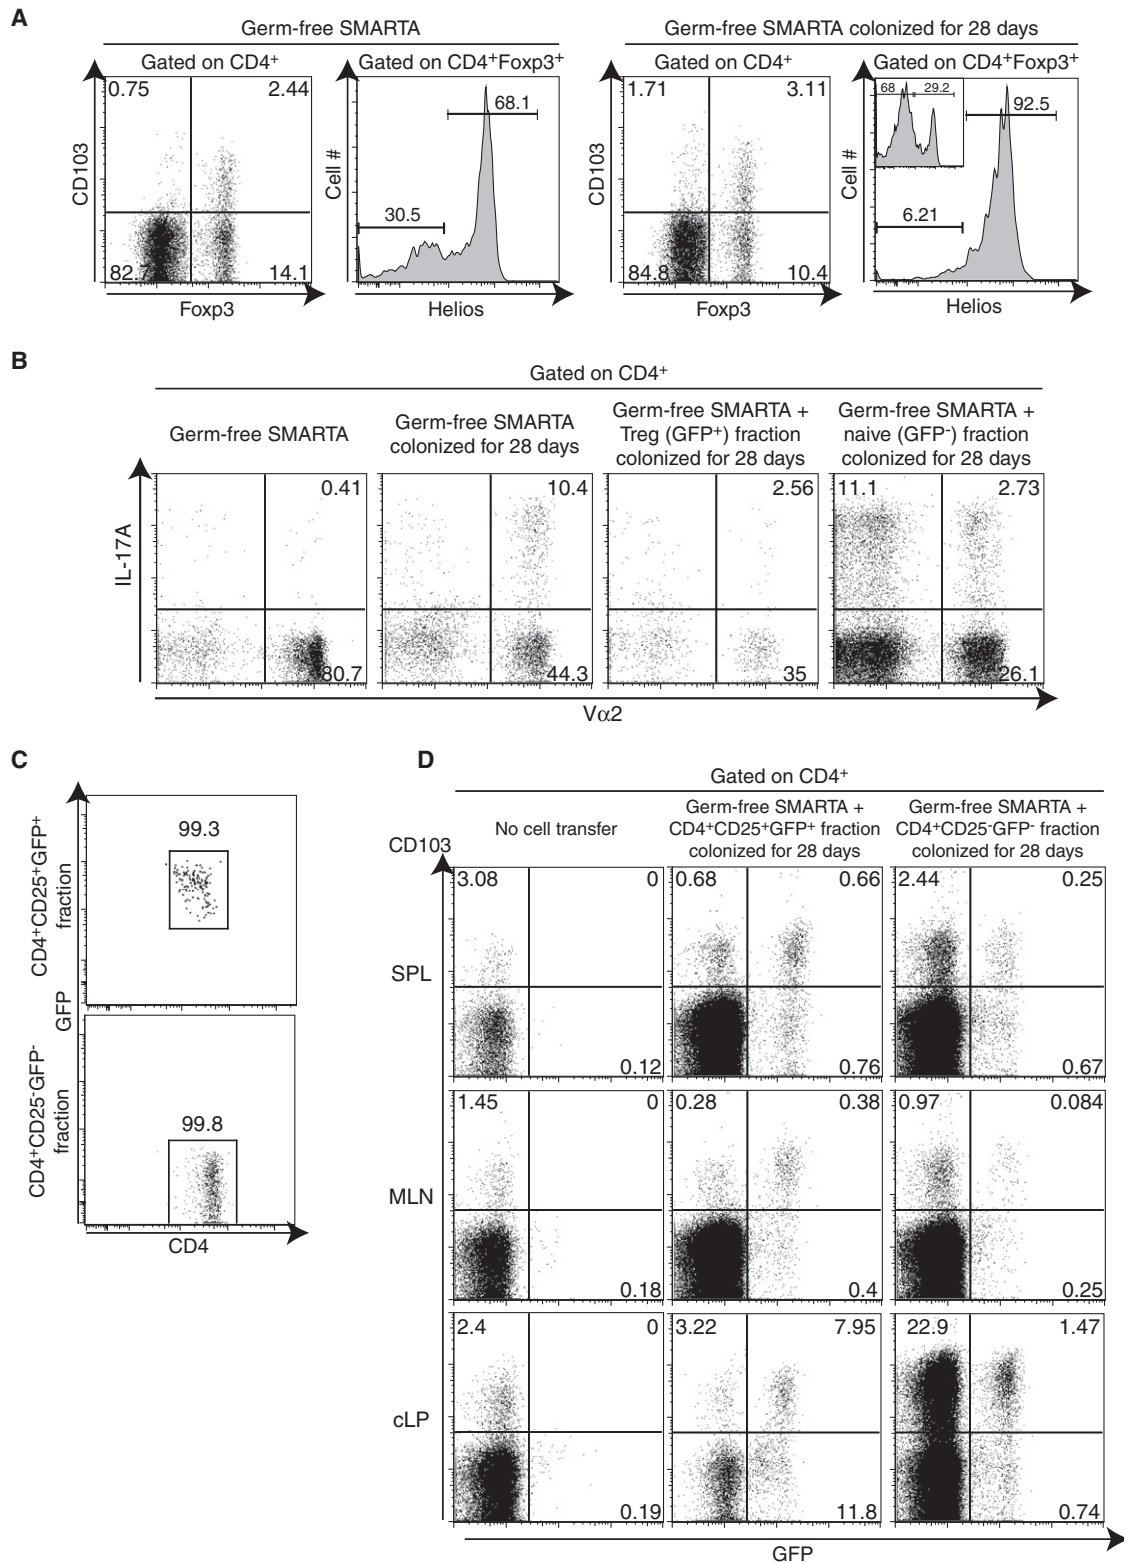 A
Germ-free SMARTA
Germ-free SMARTA colonized for 28 days
Gated on CD4+
Gated on CD4+Foxp3+
Gated on CD4+
Gated on CD4+Foxp3+
0.75
2.44
82.7
14.1
CD103
Foxp3
68.1
30.5
Cell #
Helios
1.71
3.11
84.8
10.4
CD103
Foxp3
68
29.2
92.5
6.21
Cell #
Helios
B
Gated on CD4+
Germ-free SMARTA
Germ-free SMARTA
colonized for 28 days
Germ-free SMARTA +
Treg (GFP+) fraction
colonized for 28 days
Germ-free SMARTA +
naive (GFP-) fraction
colonized for 28 days
IL-17A
0.41
80.7
10.4
44.3
2.56
35
11.1
2.73
26.1
Vα2
C
CD4+CD25+GFP+
fraction
99.3
GFP
CD4+CD25-GFP-
fraction
99.8
CD4
D
Gated on CD4+
No cell transfer
Germ-free SMARTA +
CD4+CD25+GFP+ fraction
colonized for 28 days
Germ-free SMARTA +
CD4+CD25-GFP- fraction
colonized for 28 days
CD103
SPL
3.08
0
0.12
0.68
0.66
0.76
2.44
0.25
0.67
MLN
1.45
0
0.18
0.28
0.38
0.4
0.97
0.084
0.25
cLP
2.4
0
0.19
3.22
7.95
11.8
22.9
1.47
0.74
GFP